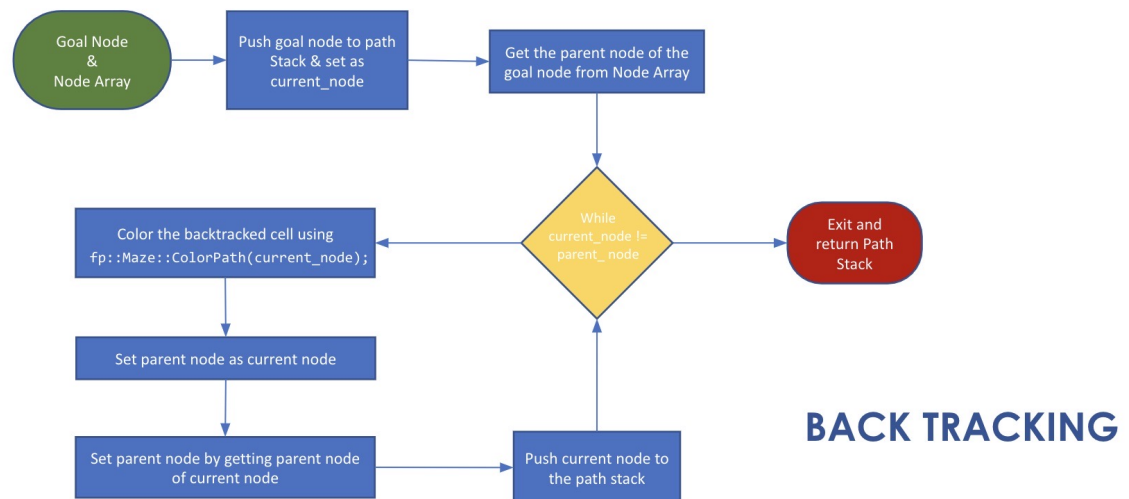 Goal Node
&
Node Array
Push goal node to path
Stack & set as
current_node
Get the parent node of the
goal node from Node Array
While
current_node !=
parent_ node
Exit and
return Path
Stack
Color the backtracked cell using
fp::Maze::ColorPath(current_node);
Set parent node as current node
Set parent node by getting parent node
of current node
Push current node to
the path stack
BACK TRACKING